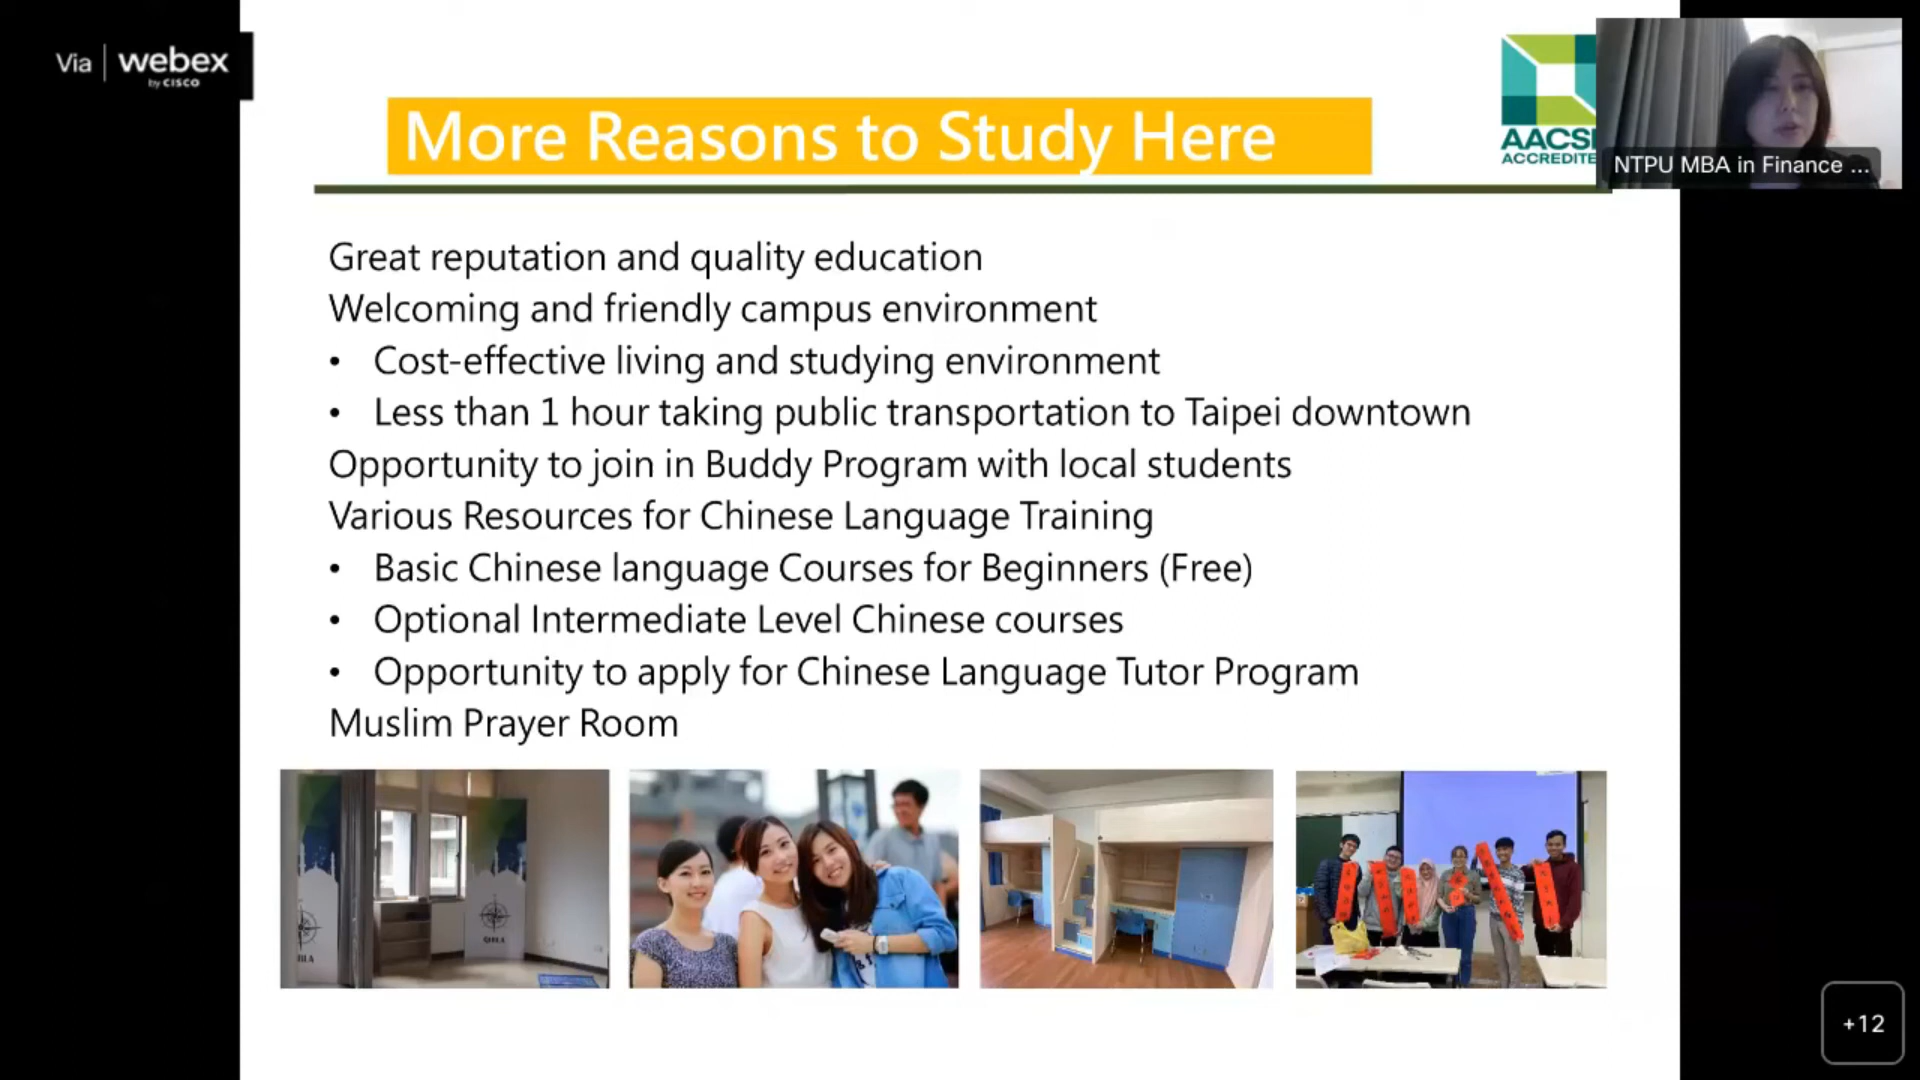 Via webex
by CISCO
More Reasons to Study Here
AACS
ACCREDITE
NTPU MBA in Finance ...
Great reputation and quality education
Welcoming and friendly campus environment
• Cost-effective living and studying environment
• Less than 1 hour taking public transportation to Taipei downtown
Opportunity to join in Buddy Program with local students
Various Resources for Chinese Language Training
• Basic Chinese language Courses for Beginners (Free)
• Optional Intermediate Level Chinese courses
• Opportunity to apply for Chinese Language Tutor Program
Muslim Prayer Room
QIBLA
+12